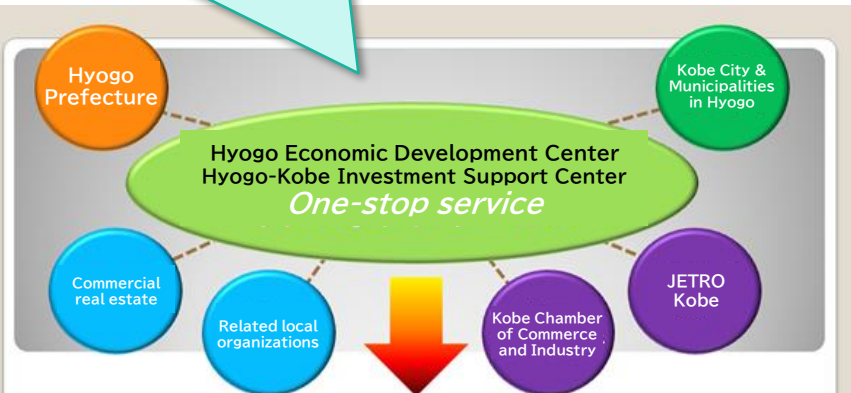 Hyogo
Prefecture
Kobe City &
Municipalities
in Hyogo
Hyogo Economic Development Center
Hyogo-Kobe Investment Support Center
One-stop service
Commercial
real estate
Related local
organizations
Kobe Chamber
of Commerce
and Industry
JETRO
Kobe